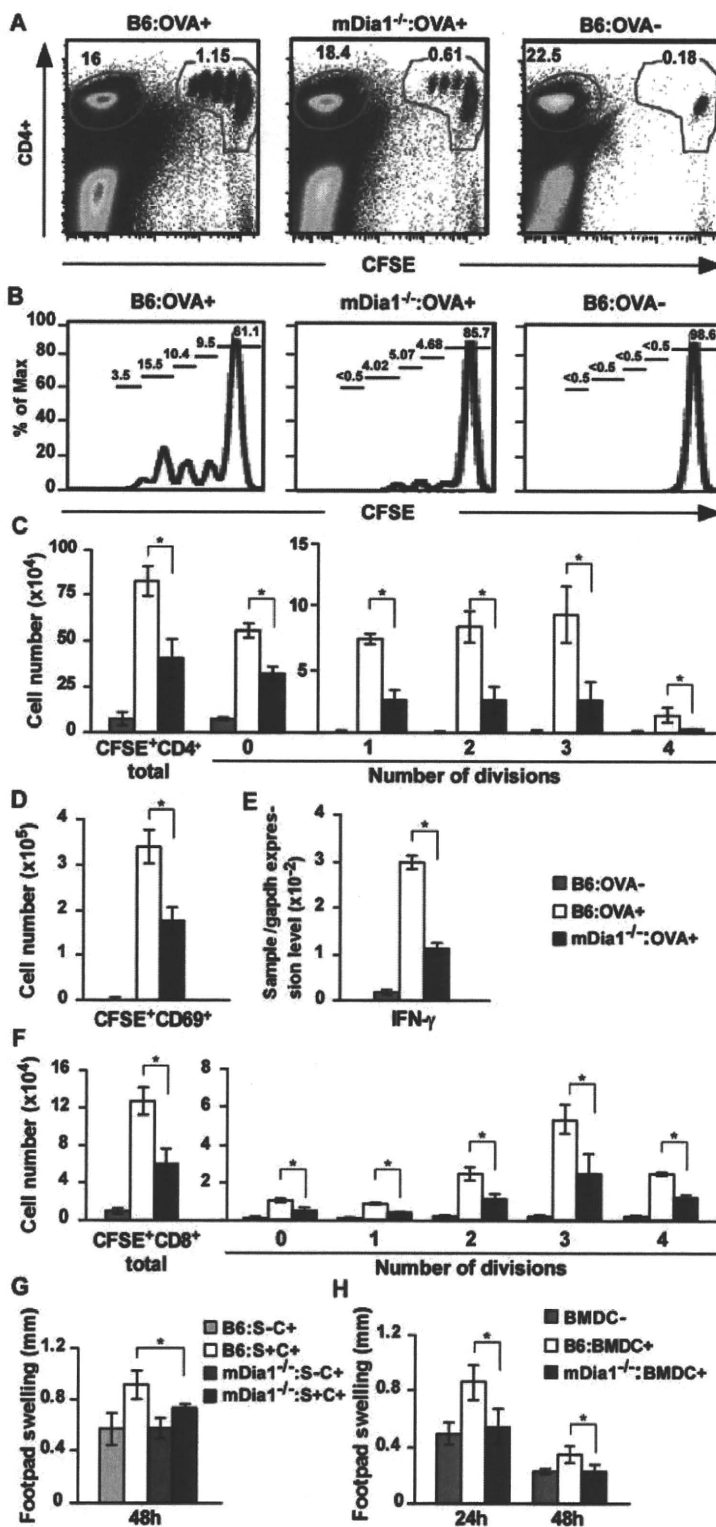 A
B6:OVA+ mDia1-/-:OVA+ B6:OVA-
16 1.15 18.4 0.61 22.5 0.18
CD4+
CFSE
B
B6:OVA+ mDia1-/-:OVA+ B6:OVA-
% of Max
100
80
60
40
20
0
3.5 15.5 10.4 9.5 61.1
<0.5 4.02 5.07 4.68 85.7
<0.5 <0.5 <0.5 <0.5 98.6
CFSE
C
Cell number (x10⁴)
100
75
50
25
0
15
10
5
* * * * * *
CFSE⁺CD4⁺
total
0 1 2 3 4
Number of divisions
D
Cell number (x10⁵)
4
3
2
1
0
*
CFSE⁺CD69⁺
E
Sample/gapdh expres-
sion level (x10⁻²)
4
3
2
1
0
*
IFN-γ
B6:OVA-
B6:OVA+
mDia1-/-:OVA+
F
Cell number (x10⁴)
16
12
8
4
0
8
6
4
2
* * * * * *
CFSE⁺CD8⁺
total
0 1 2 3 4
Number of divisions
G
Footpad swelling (mm)
1.2
0.8
0.4
0
*
48h
B6:S-C+
B6:S+C+
mDia1-/-:S-C+
mDia1-/-:S+C+
H
Footpad swelling (mm)
1.2
0.8
0.4
0
* *
24h 48h
BMDC-
B6:BMDC+
mDia1-/-:BMDC+